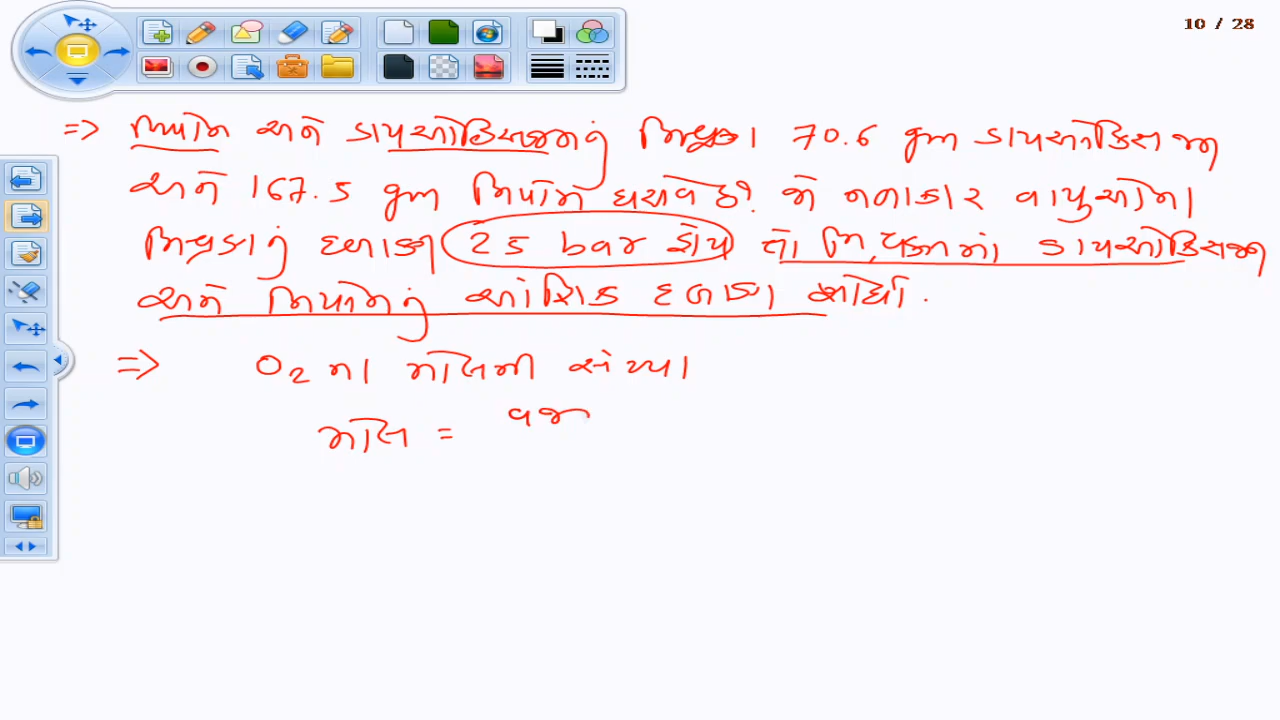 10 / 28
⇒ નિયોન અને ડાયઓક્સિજનનું મિશ્રણ 70.6 gm ડાયઓક્સિજન
અને 167.5 gm નિયોન ધરાવે છે. જો નળાકાર વાયુઓના
મિશ્રણનું દબાણ 25 bar હોય તો મિશ્રણમાં ડાયઓક્સિજન
અને નિયોનનું આંશિક દબાણ શોધો.
⇒ O2 ના મોલની સંખ્યા
મોલ = વજન